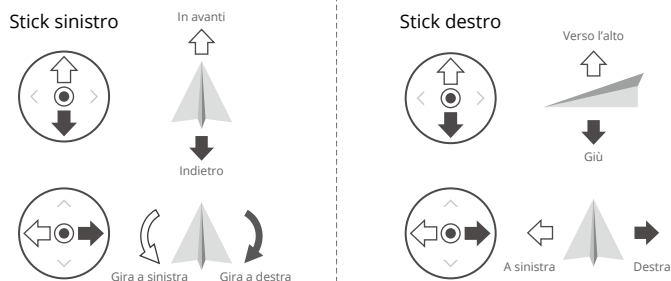 Stick sinistro
In avanti
Indietro
Gira a sinistra
Gira a destra
Stick destro
Verso l'alto
Giù
A sinistra
Destra